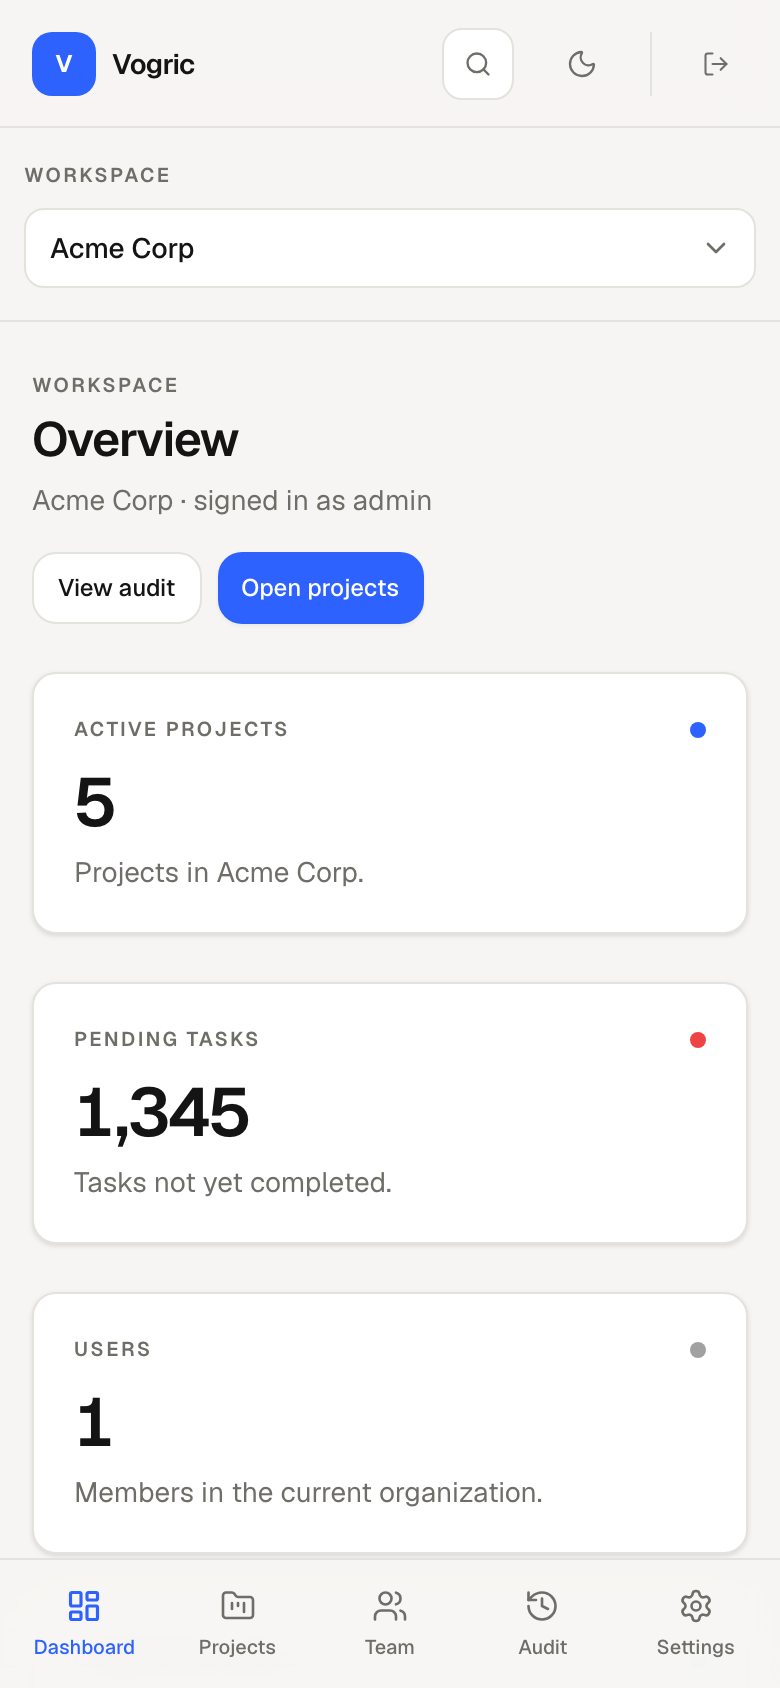 V
Vogric
WORKSPACE
Acme Corp
WORKSPACE
Overview
Acme Corp · signed in as admin
View audit
Open projects
ACTIVE PROJECTS
5
Projects in Acme Corp.
PENDING TASKS
1,345
Tasks not yet completed.
USERS
1
Members in the current organization.
Dashboard
Projects
Team
Audit
Settings